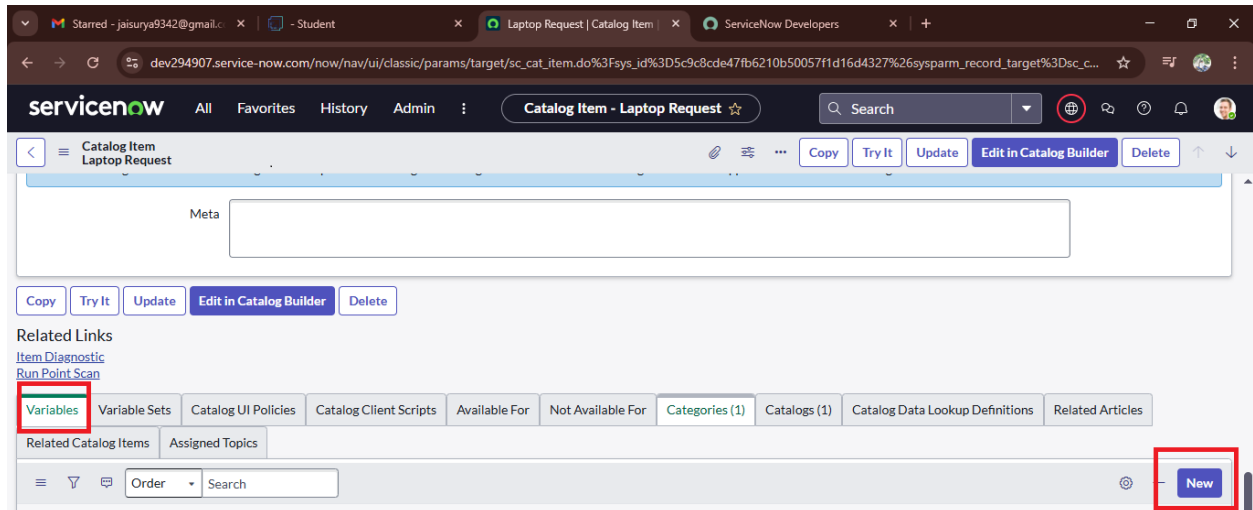 Starred - jaisurya9342@gmail.c
- Student
Laptop Request | Catalog Item |
ServiceNow Developers
dev294907.service-now.com/now/nav/ui/classic/params/target/sc_cat_item.do%3Fsys_id%3D5c9c8cde47fb6210b50057f1d16d4327%26sysparm_record_target%3Dsc_c...
servicenow All Favorites History Admin Catalog Item - Laptop Request Search
Catalog Item
Laptop Request
Copy Try It Update Edit in Catalog Builder Delete
Meta
Copy Try It Update Edit in Catalog Builder Delete
Related Links
Item Diagnostic
Run Point Scan
Variables Variable Sets Catalog UI Policies Catalog Client Scripts Available For Not Available For Categories (1) Catalogs (1) Catalog Data Lookup Definitions Related Articles
Related Catalog Items Assigned Topics
Order Search New